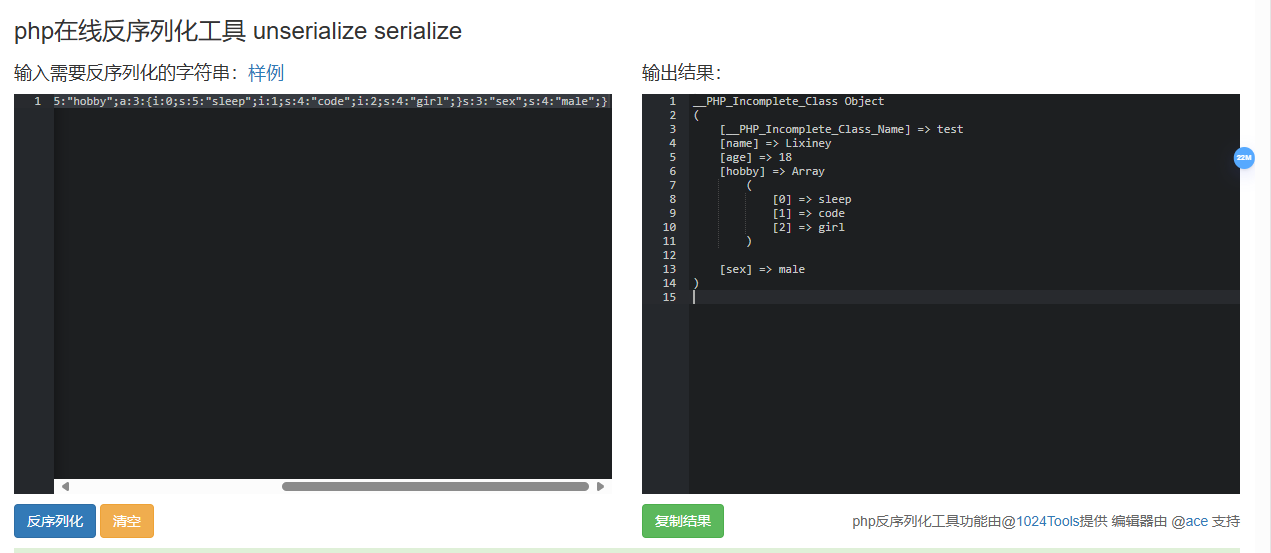 php在线反序列化工具 unserialize serialize
输入需要反序列化的字符串：样例
1 5:"hobby";a:3:{i:0;s:5:"sleep";i:1;s:4:"code";i:2;s:4:"girl";}s:3:"sex";s:4:"male";}
反序列化 清空
输出结果：
1 __PHP_Incomplete_Class Object
2 (
3 [__PHP_Incomplete_Class_Name] => test
4 [name] => Lixiney
5 [age] => 18
6 [hobby] => Array
7 (
8 [0] => sleep
9 [1] => code
10 [2] => girl
11 )
12
13 [sex] => male
14 )
15
22M
复制结果 php反序列化工具功能由@1024Tools提供 编辑器由 @ace 支持